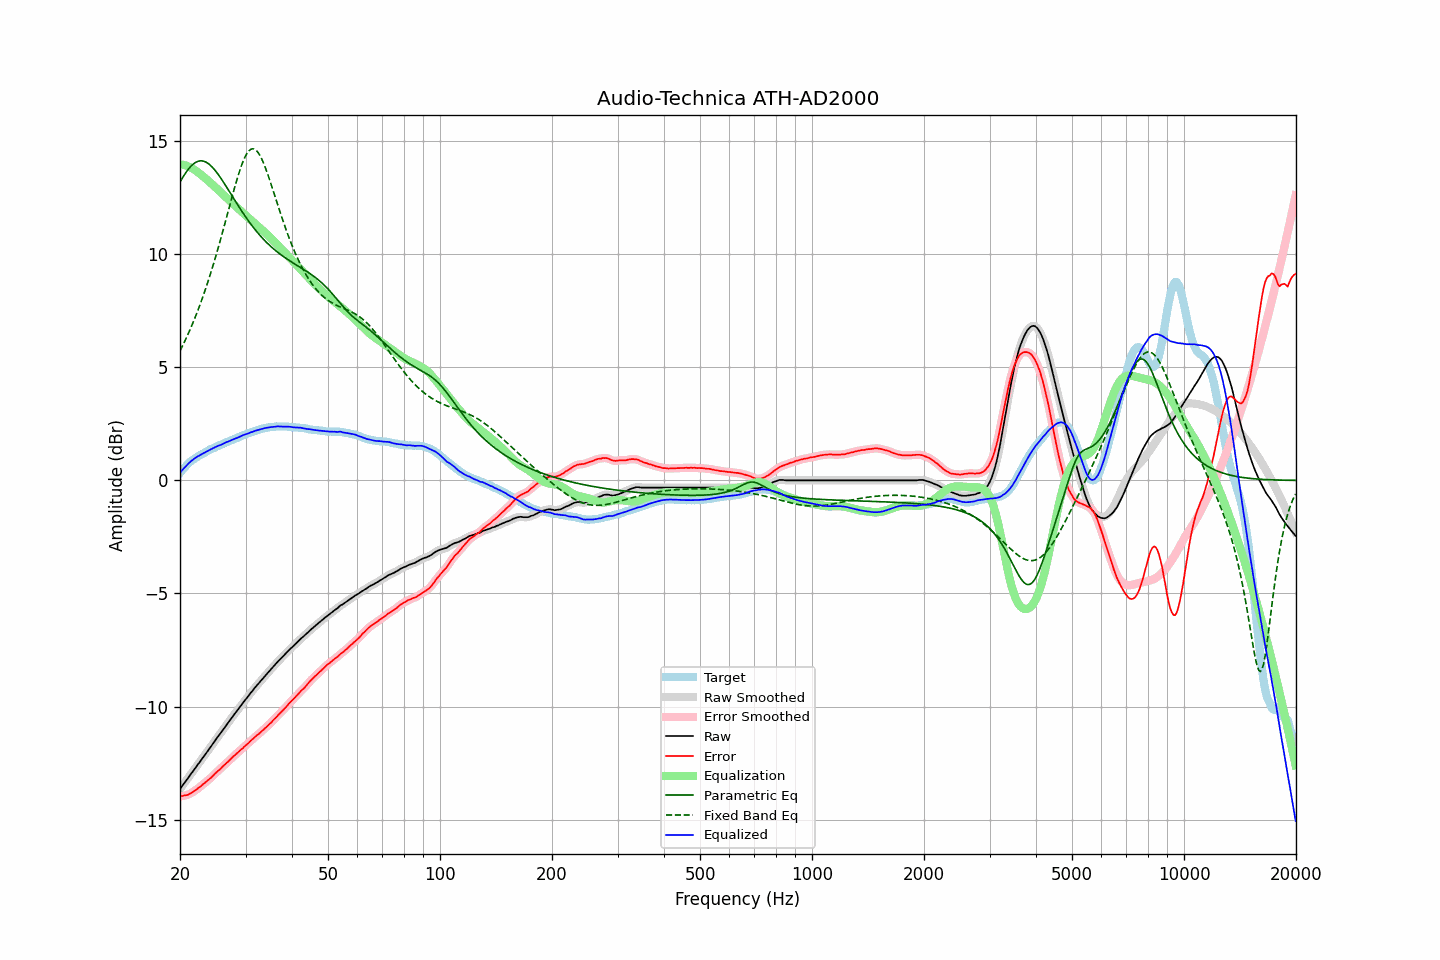 Audio-Technica ATH-AD2000
Amplitude (dBr)
15
10
5
0
−5
−10
−15
20
50
100
200
500
1000
2000
5000
10000
20000
Frequency (Hz)
Target
Raw Smoothed
Error Smoothed
Raw
Error
Equalization
Parametric Eq
Fixed Band Eq
Equalized